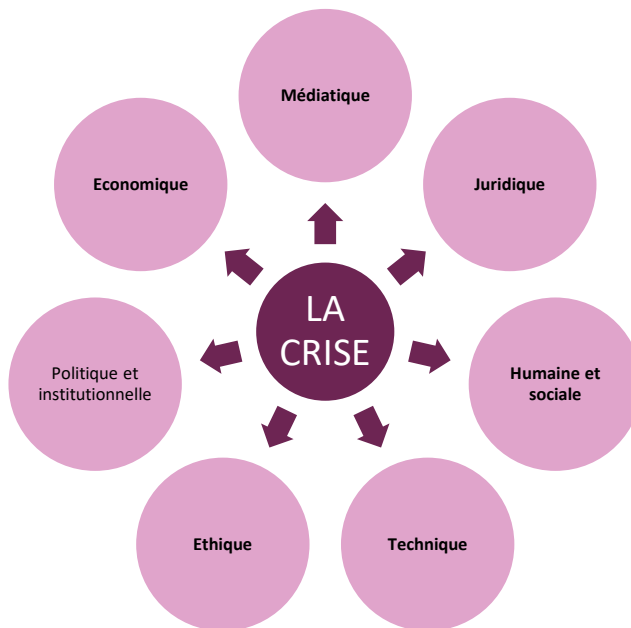 Médiatique
Economique
Juridique
LA
CRISE
Politique et
institutionnelle
Humaine et
sociale
Ethique
Technique